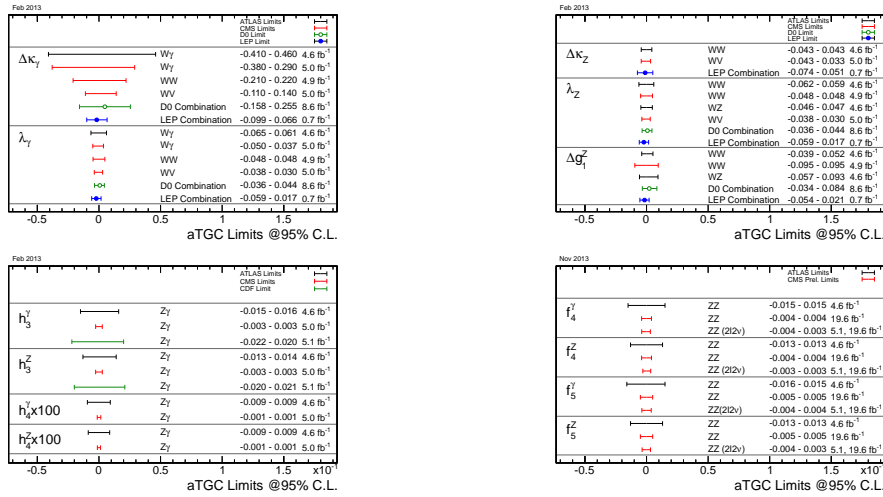 Feb 2013
ATLAS Limits
CMS Limits
D0 Limit
LEP Limit
Δκγ
Wγ -0.410 - 0.460 4.6 fb-1
Wγ -0.380 - 0.290 5.0 fb-1
WW -0.210 - 0.220 4.9 fb-1
WV -0.110 - 0.140 5.0 fb-1
D0 Combination -0.158 - 0.255 8.6 fb-1
LEP Combination -0.099 - 0.066 0.7 fb-1
λγ
Wγ -0.065 - 0.061 4.6 fb-1
Wγ -0.050 - 0.037 5.0 fb-1
WW -0.048 - 0.048 4.9 fb-1
WV -0.038 - 0.030 5.0 fb-1
D0 Combination -0.036 - 0.044 8.6 fb-1
LEP Combination -0.059 - 0.017 0.7 fb-1
-0.5 0 0.5 1 1.5
aTGC Limits @95% C.L.
Feb 2013
ATLAS Limits
CMS Limits
D0 Limit
LEP Limit
ΔκZ
WW -0.043 - 0.043 4.6 fb-1
WV -0.043 - 0.033 5.0 fb-1
LEP Combination -0.074 - 0.051 0.7 fb-1
λZ
WW -0.062 - 0.059 4.6 fb-1
WW -0.048 - 0.048 4.9 fb-1
WZ -0.046 - 0.047 4.6 fb-1
WV -0.038 - 0.030 5.0 fb-1
D0 Combination -0.036 - 0.044 8.6 fb-1
LEP Combination -0.059 - 0.017 0.7 fb-1
Δg1Z
WW -0.039 - 0.052 4.6 fb-1
WW -0.095 - 0.095 4.9 fb-1
WZ -0.057 - 0.093 4.6 fb-1
D0 Combination -0.034 - 0.084 8.6 fb-1
LEP Combination -0.054 - 0.021 0.7 fb-1
-0.5 0 0.5 1 1.5
aTGC Limits @95% C.L.
Feb 2013
ATLAS Limits
CMS Limits
CDF Limit
h3γ
Zγ -0.015 - 0.016 4.6 fb-1
Zγ -0.003 - 0.003 5.0 fb-1
Zγ -0.022 - 0.020 5.1 fb-1
h3Z
Zγ -0.013 - 0.014 4.6 fb-1
Zγ -0.003 - 0.003 5.0 fb-1
Zγ -0.020 - 0.021 5.1 fb-1
h4γx100
Zγ -0.009 - 0.009 4.6 fb-1
Zγ -0.001 - 0.001 5.0 fb-1
h4Zx100
Zγ -0.009 - 0.009 4.6 fb-1
Zγ -0.001 - 0.001 5.0 fb-1
-0.5 0 0.5 1 1.5
aTGC Limits @95% C.L.
Nov 2013
ATLAS Limits
CMS Prel. Limits
f4γ
ZZ -0.015 - 0.015 4.6 fb-1
ZZ -0.004 - 0.004 19.6 fb-1
ZZ (2l2ν) -0.004 - 0.003 5.1, 19.6 fb-1
f4Z
ZZ -0.013 - 0.013 4.6 fb-1
ZZ -0.004 - 0.004 19.6 fb-1
ZZ (2l2ν) -0.003 - 0.003 5.1, 19.6 fb-1
f5γ
ZZ -0.016 - 0.015 4.6 fb-1
ZZ -0.005 - 0.005 19.6 fb-1
ZZ(2l2ν) -0.004 - 0.004 5.1, 19.6 fb-1
f5Z
ZZ -0.013 - 0.013 4.6 fb-1
ZZ -0.005 - 0.005 19.6 fb-1
ZZ (2l2ν) -0.004 - 0.003 5.1, 19.6 fb-1
-0.5 0 0.5 1 1.5
aTGC Limits @95% C.L.